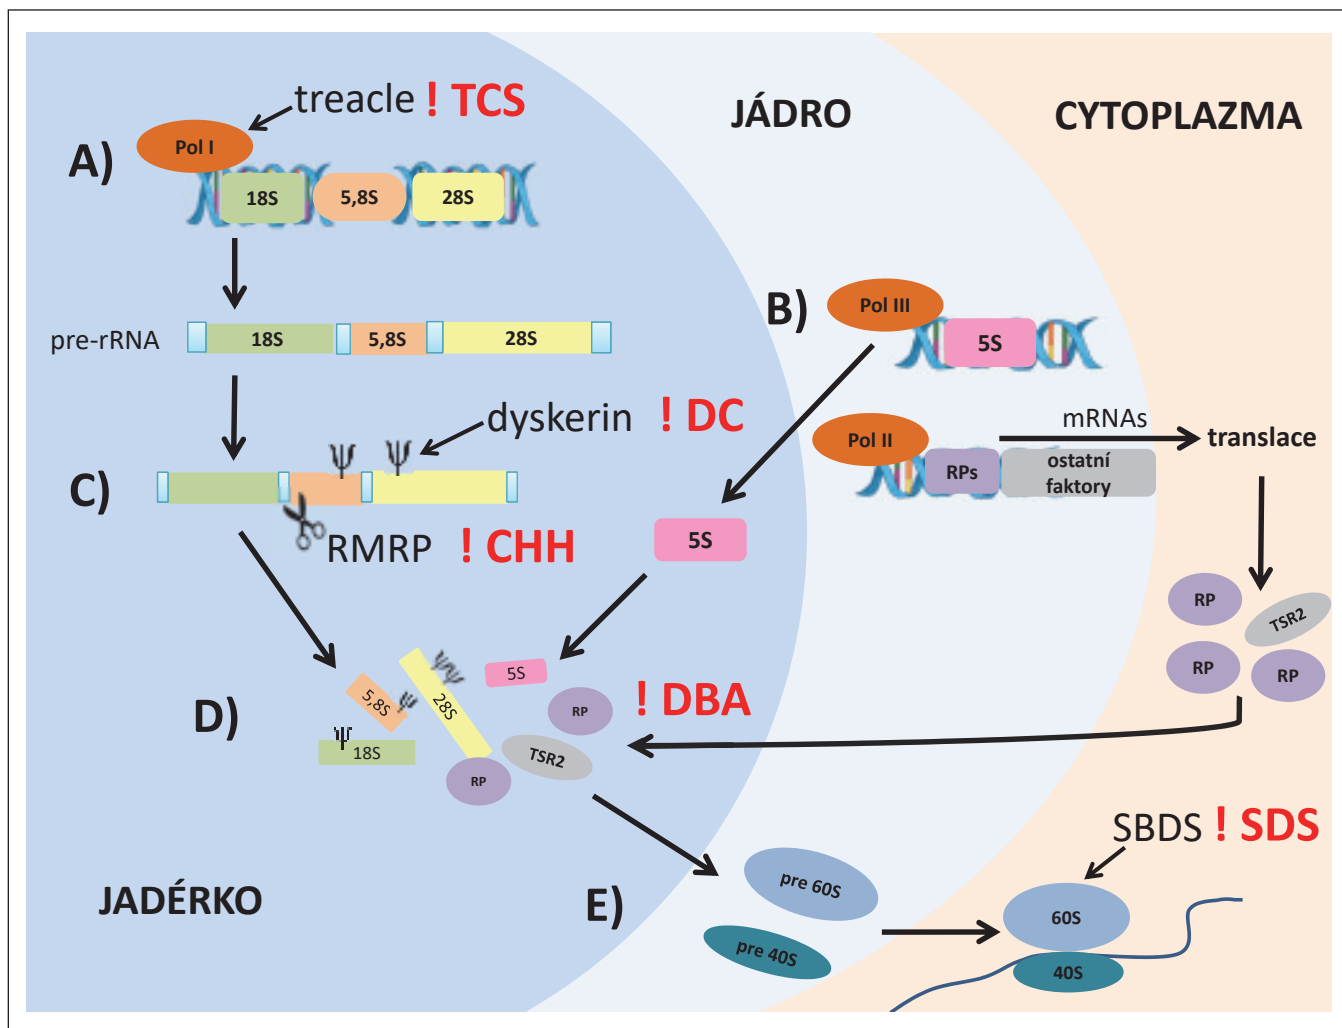 treacle ! TCS
JÁDRO
CYTOPLAZMA
A)
Pol I
18S
5,8S
28S
pre-rRNA
18S
5,8S
28S
B)
Pol III
5S
Pol II
RPs
ostatní
faktory
mRNAs
translace
dyskerin ! DC
C)
Ψ
Ψ
RMRP ! CHH
5S
RP
TSR2
RP
RP
D)
5,8S
Ψ
28S
ΨΨ
5S
Ψ
18S
RP
! DBA
TSR2
RP
SBDS ! SDS
JADÉRKO
E)
pre 60S
pre 40S
60S
40S